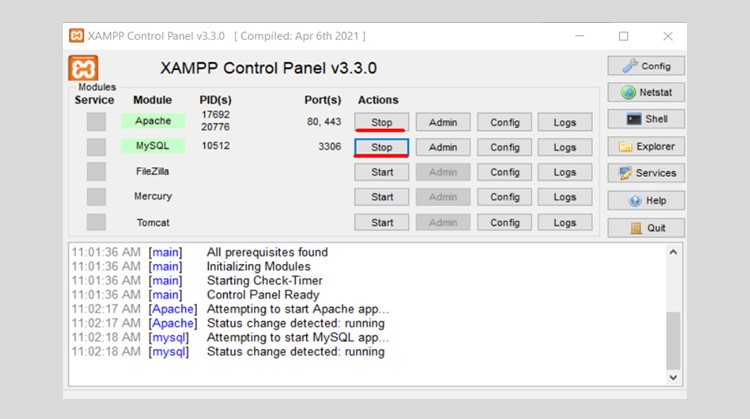 XAMPP Control Panel v3.3.0 [ Compiled: Apr 6th 2021 ]
XAMPP Control Panel v3.3.0
Config
Modules
Service Module PID(s) Port(s) Actions
Netstat
Apache 17692 20776 80, 443 Stop Admin Config Logs
Shell
MySQL 10512 3306 Stop Admin Config Logs
Explorer
FileZilla Start Admin Config Logs
Services
Mercury Start Admin Config Logs
Help
Tomcat Start Admin Config Logs
Quit
11:01:36 AM [main] All prerequisites found
11:01:36 AM [main] Initializing Modules
11:01:36 AM [main] Starting Check-Timer
11:01:36 AM [main] Control Panel Ready
11:02:17 AM [Apache] Attempting to start Apache app...
11:02:17 AM [Apache] Status change detected: running
11:02:18 AM [mysql] Attempting to start MySQL app...
11:02:18 AM [mysql] Status change detected: running